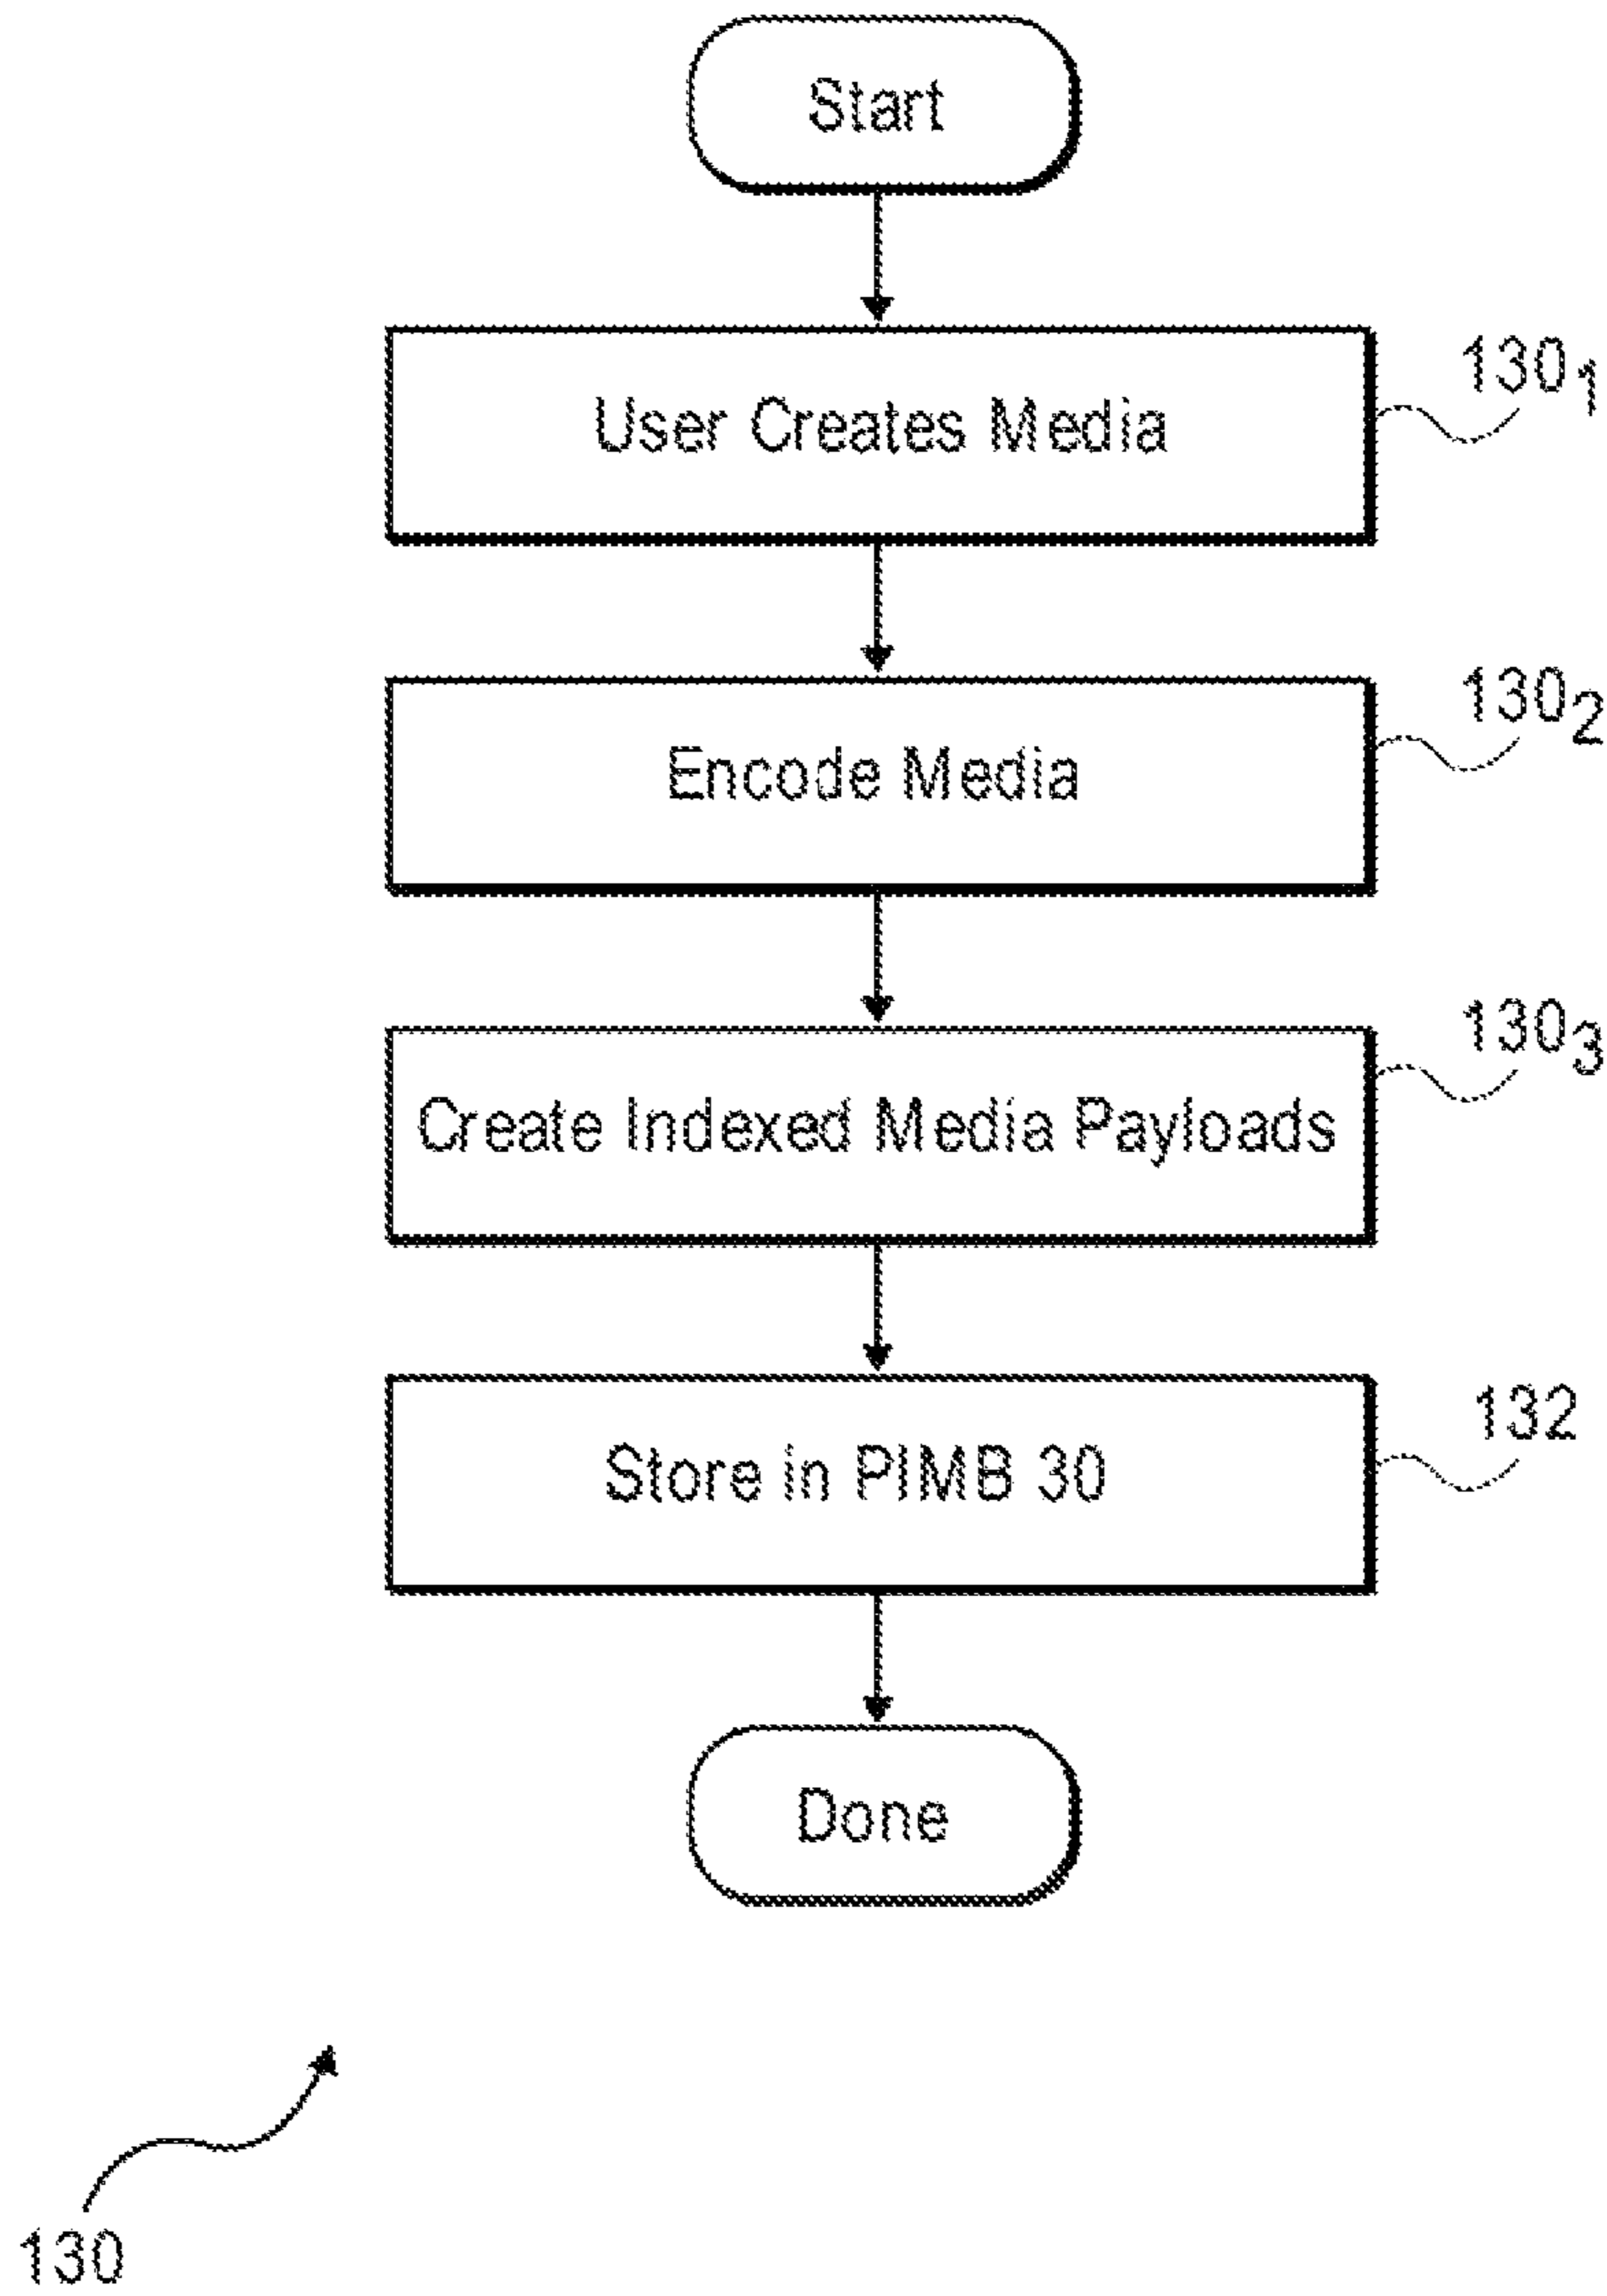 Start
User Creates Media
130₁
Encode Media
130₂
Create Indexed Media Payloads
130₃
Store in PIMB 30
132
Done
130